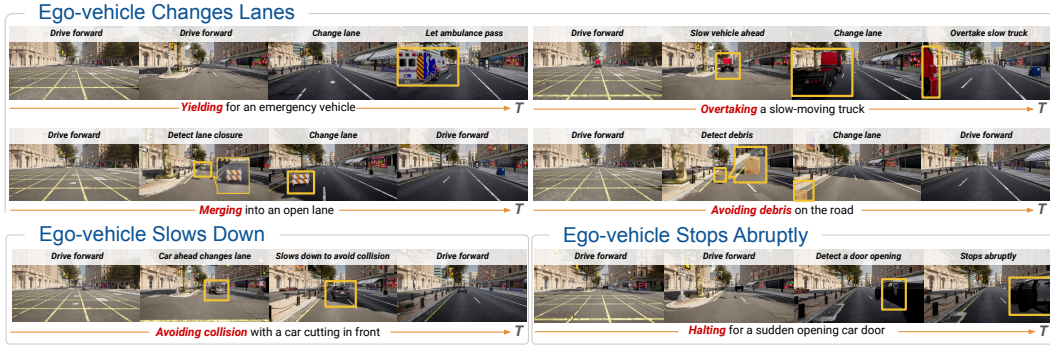 Ego-vehicle Changes Lanes
Drive forward Drive forward Change lane Let ambulance pass
Yielding for an emergency vehicle T
Drive forward Slow vehicle ahead Change lane Overtake slow truck
Overtaking a slow-moving truck T
Drive forward Detect lane closure Change lane Drive forward
Merging into an open lane T
Drive forward Detect debris Change lane Drive forward
Avoiding debris on the road T
Ego-vehicle Slows Down
Drive forward Car ahead changes lane Slows down to avoid collision Drive forward
Avoiding collision with a car cutting in front T
Ego-vehicle Stops Abruptly
Drive forward Drive forward Detect a door opening Stops abruptly
Halting for a sudden opening car door T